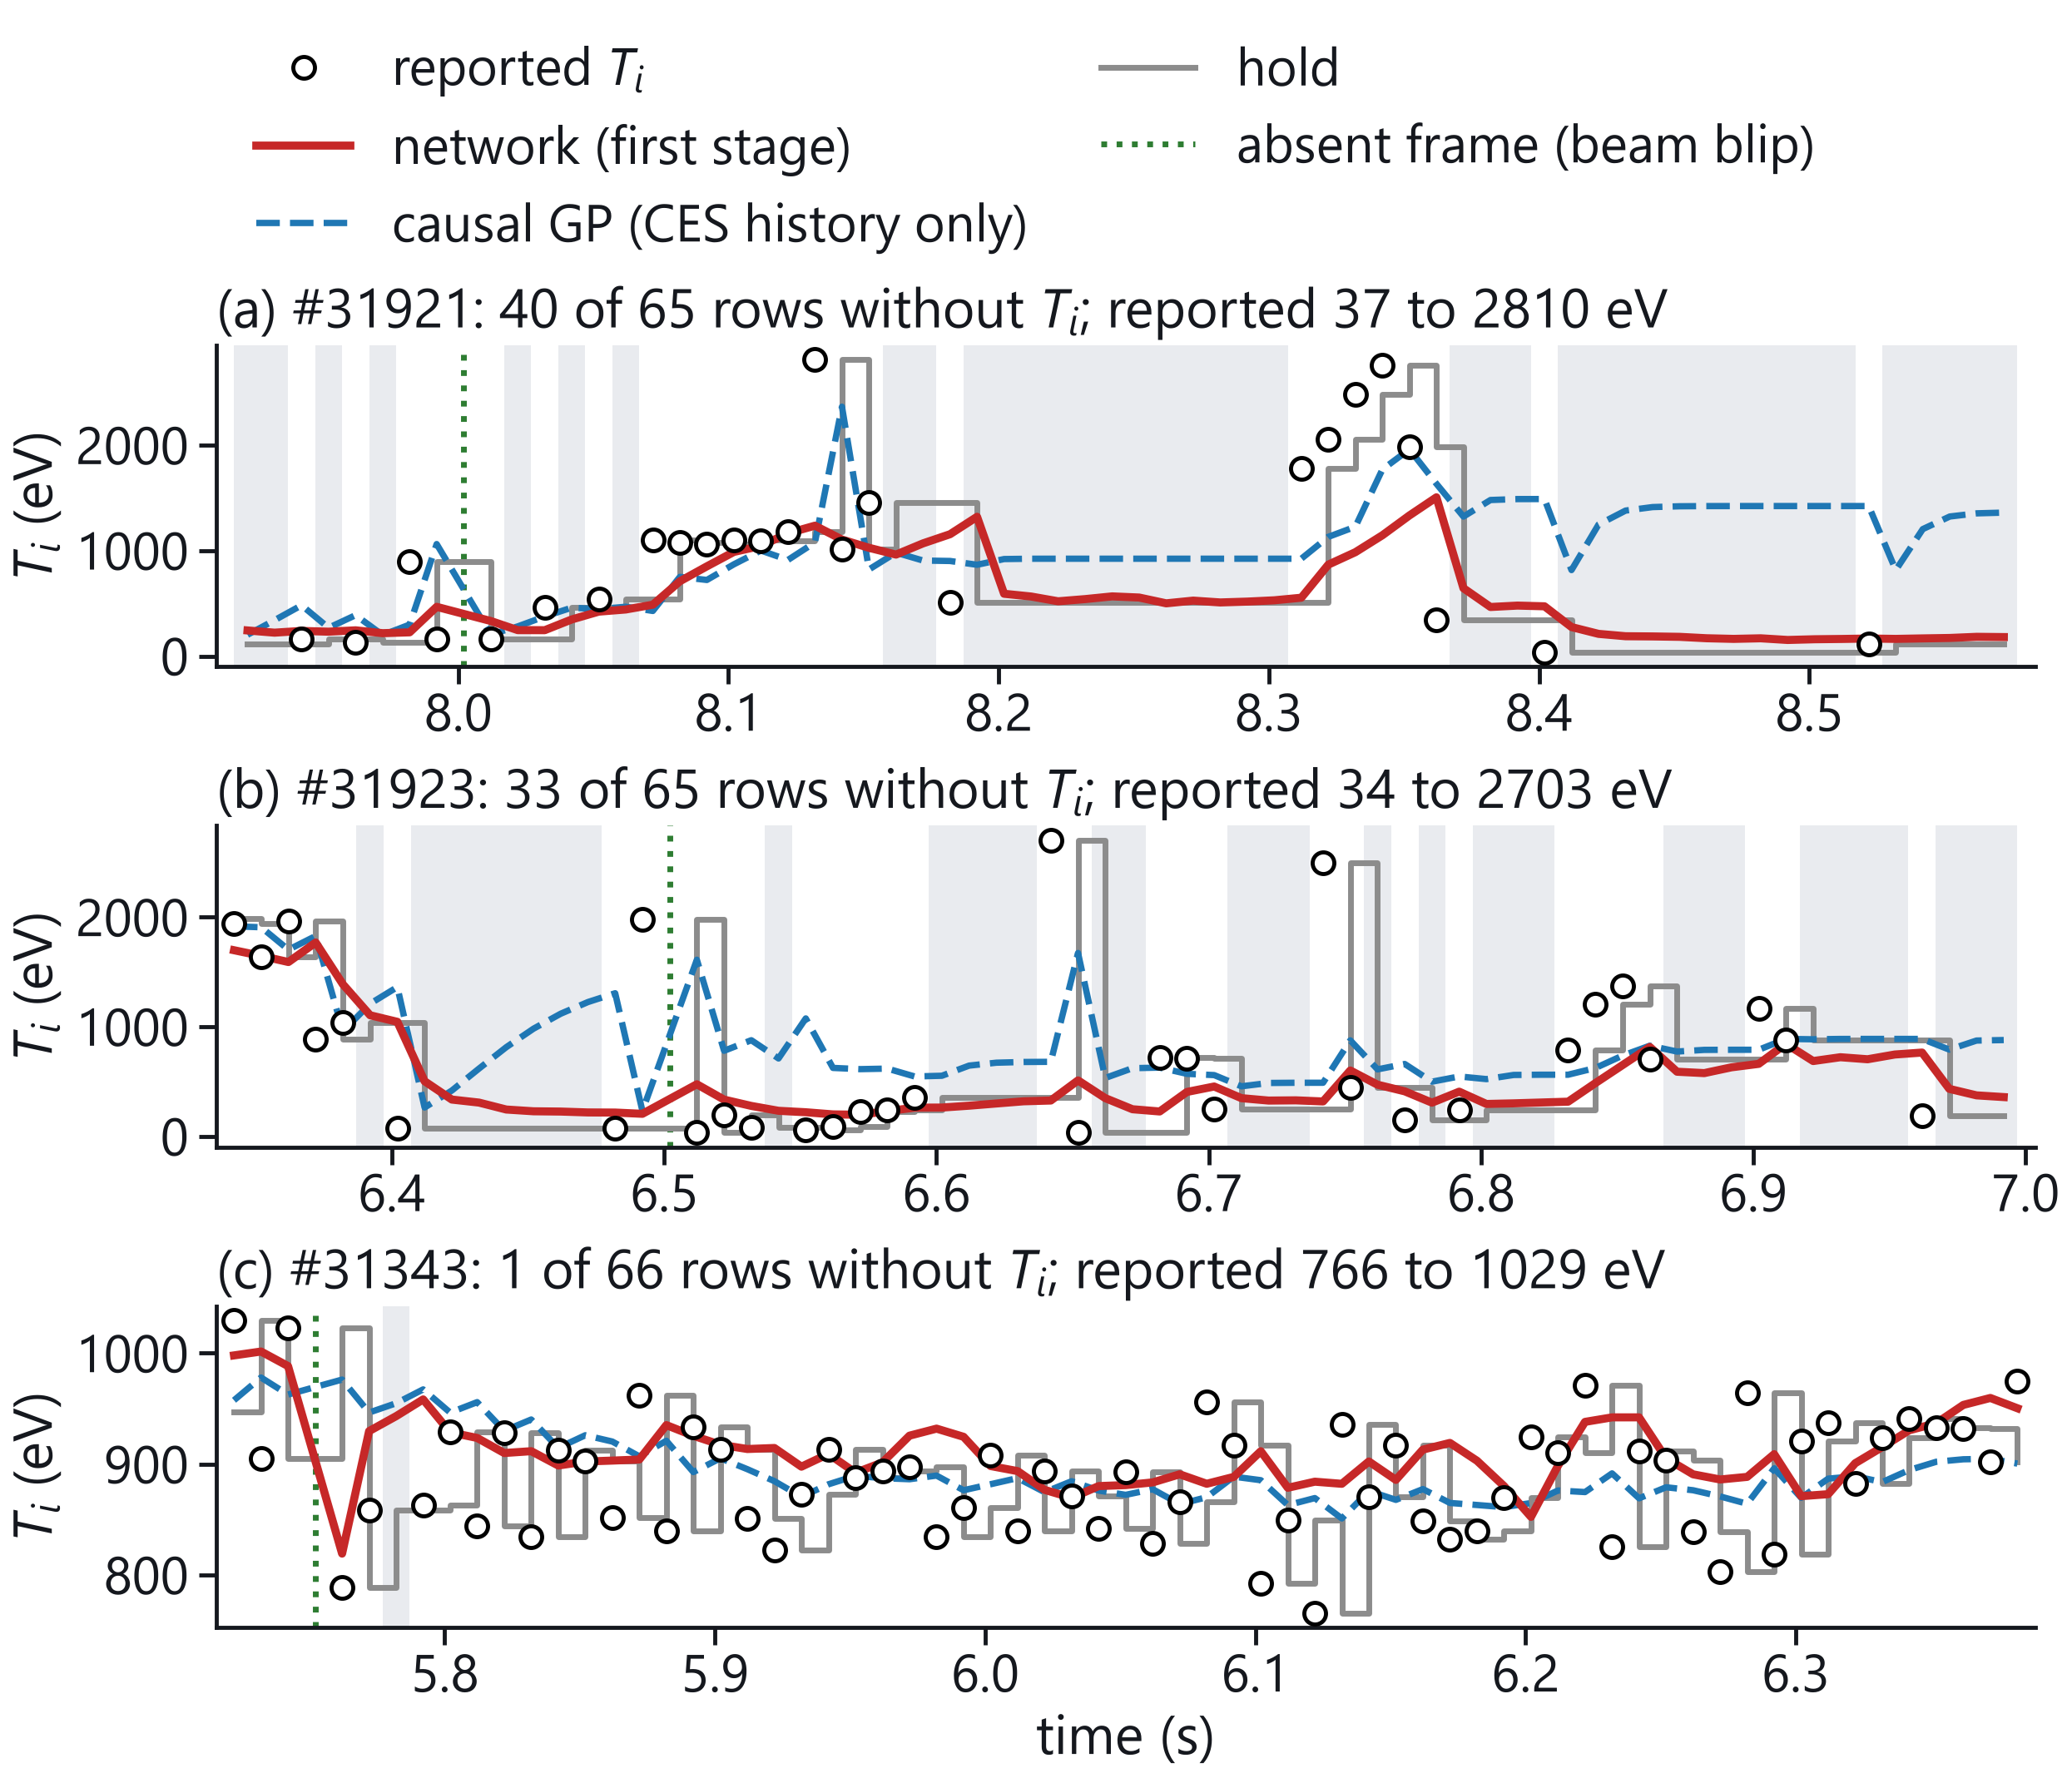 reported Ti
hold
network (first stage)
absent frame (beam blip)
causal GP (CES history only)
(a) #31921: 40 of 65 rows without Ti; reported 37 to 2810 eV
Ti (eV)
2000
1000
0
8.0 8.1 8.2 8.3 8.4 8.5
(b) #31923: 33 of 65 rows without Ti; reported 34 to 2703 eV
Ti (eV)
2000
1000
0
6.4 6.5 6.6 6.7 6.8 6.9 7.0
(c) #31343: 1 of 66 rows without Ti; reported 766 to 1029 eV
Ti (eV)
1000
900
800
5.8 5.9 6.0 6.1 6.2 6.3
time (s)